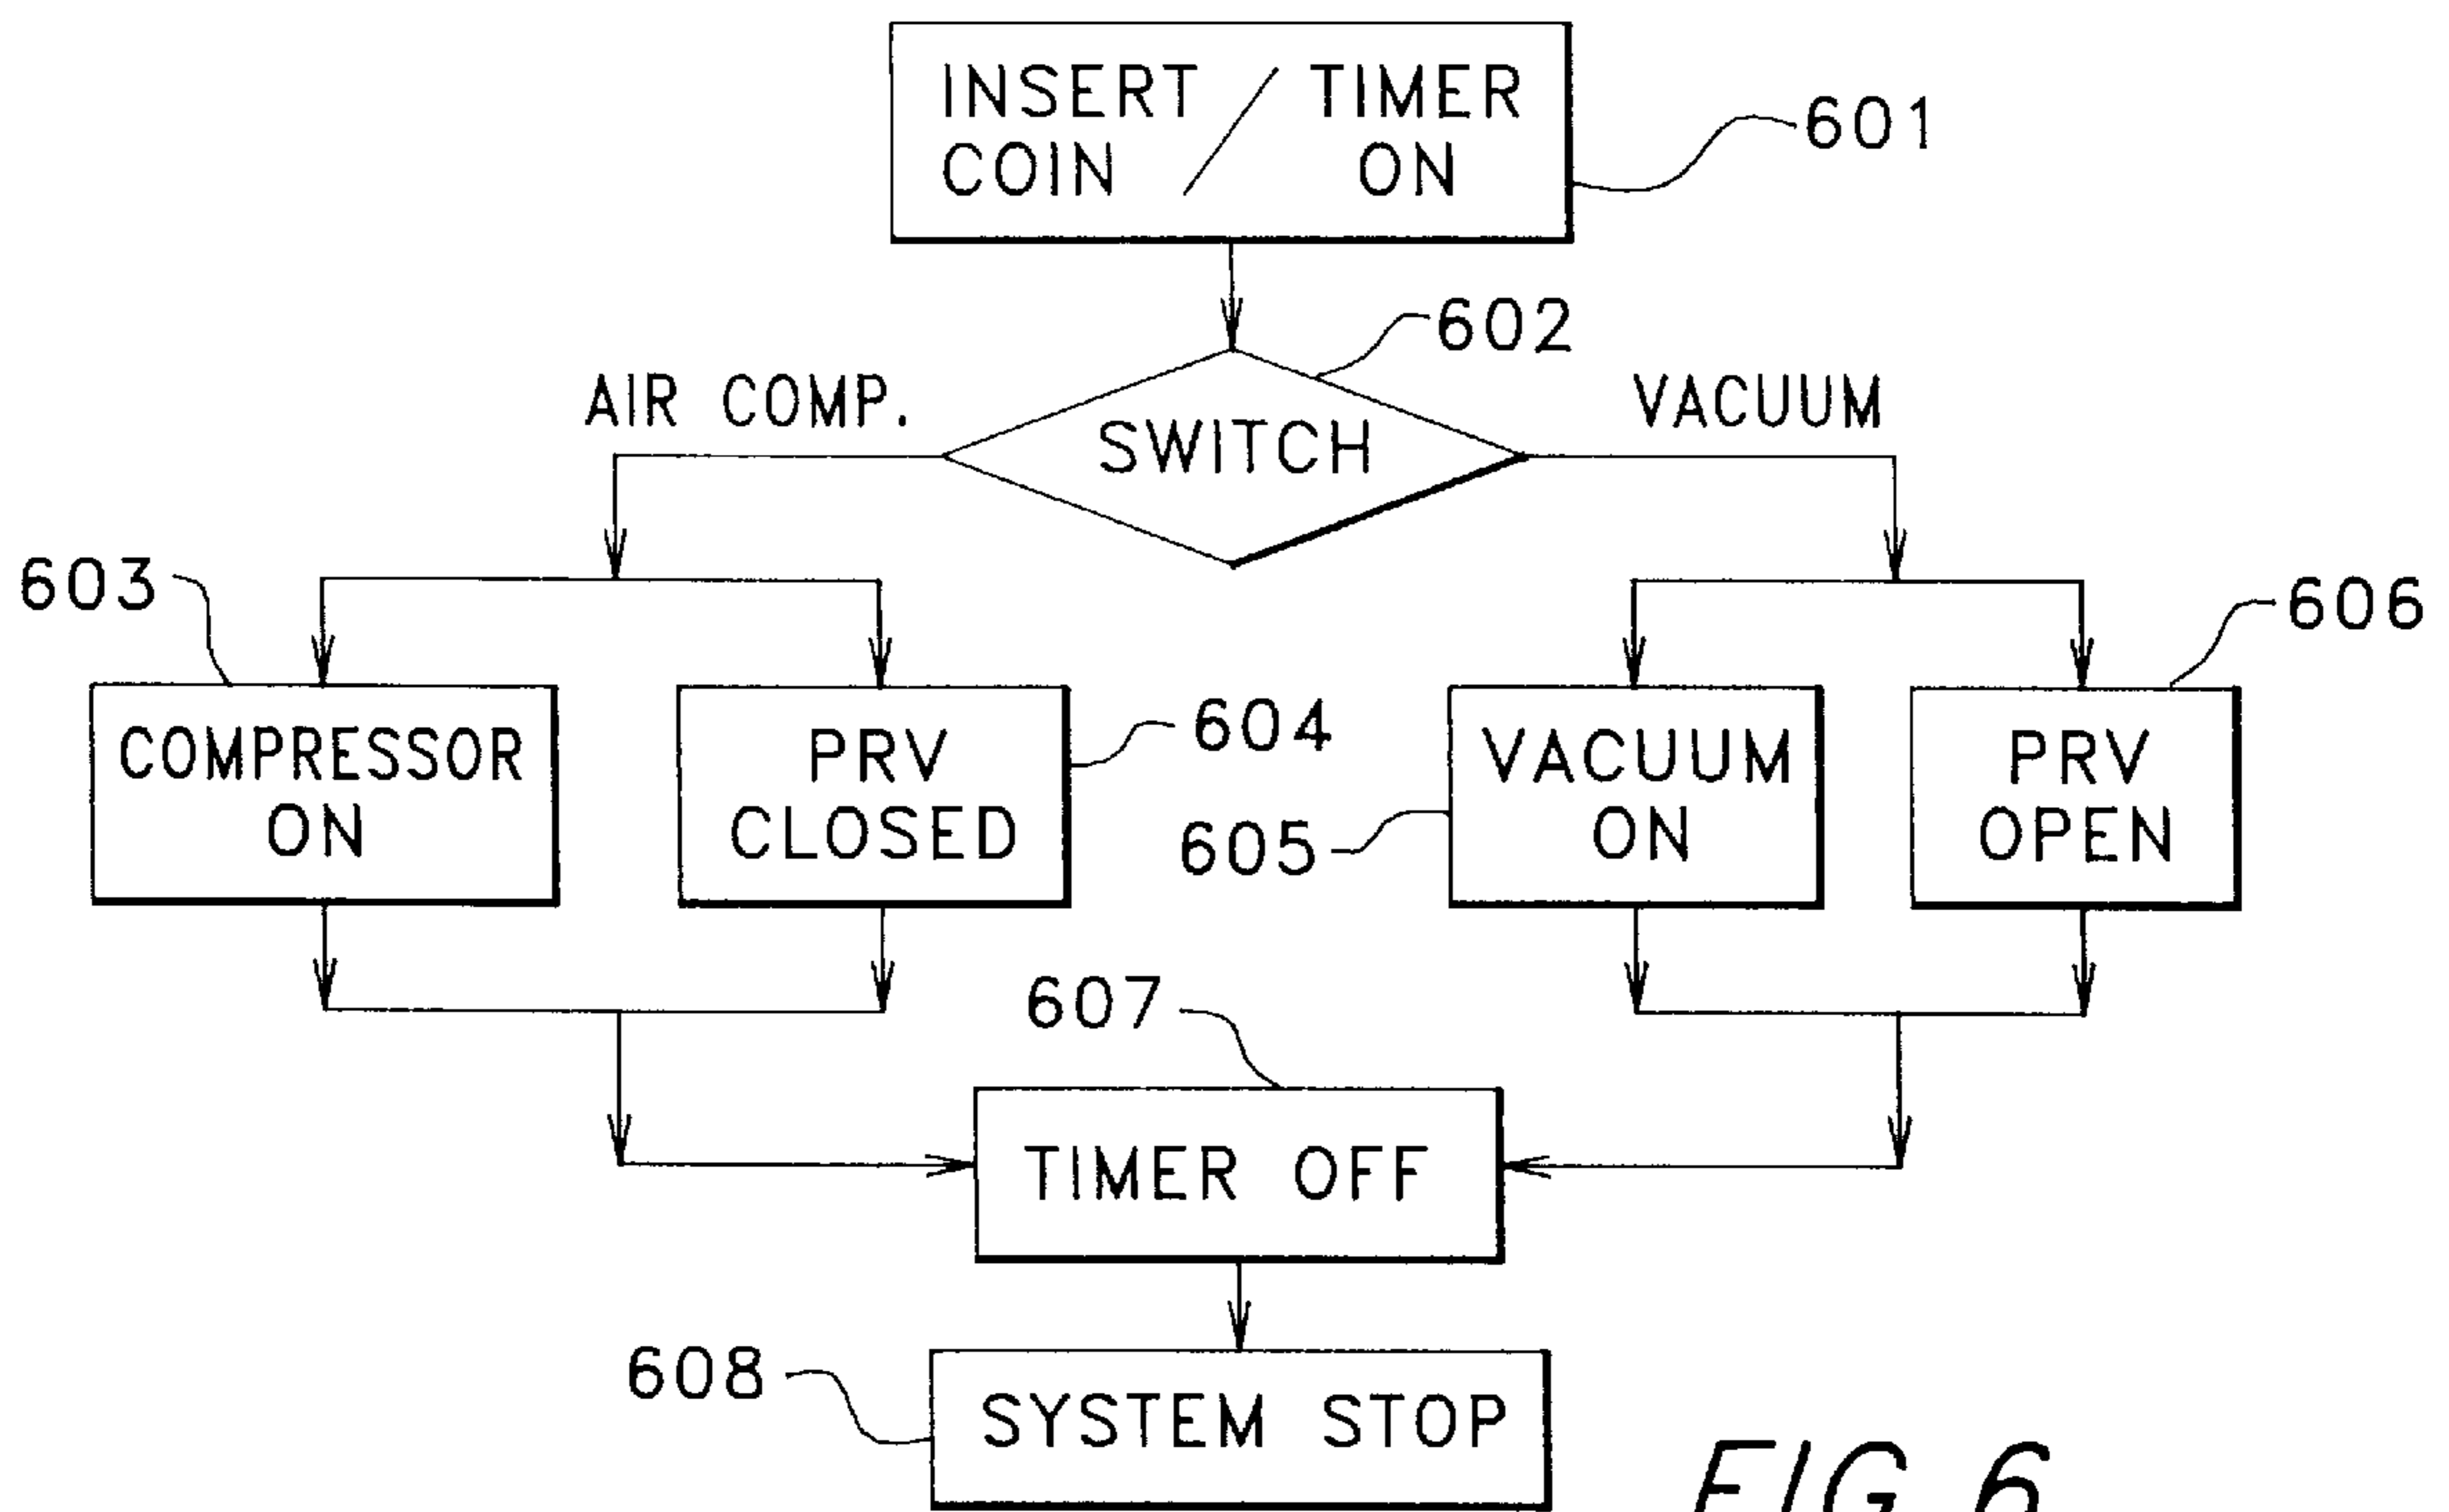 INSERT / TIMER
COIN ON
601
602
AIR COMP.
SWITCH
VACUUM
603
606
COMPRESSOR
ON
PRV
CLOSED
604
605
VACUUM
ON
PRV
OPEN
607
TIMER OFF
608
SYSTEM STOP
FIG 6